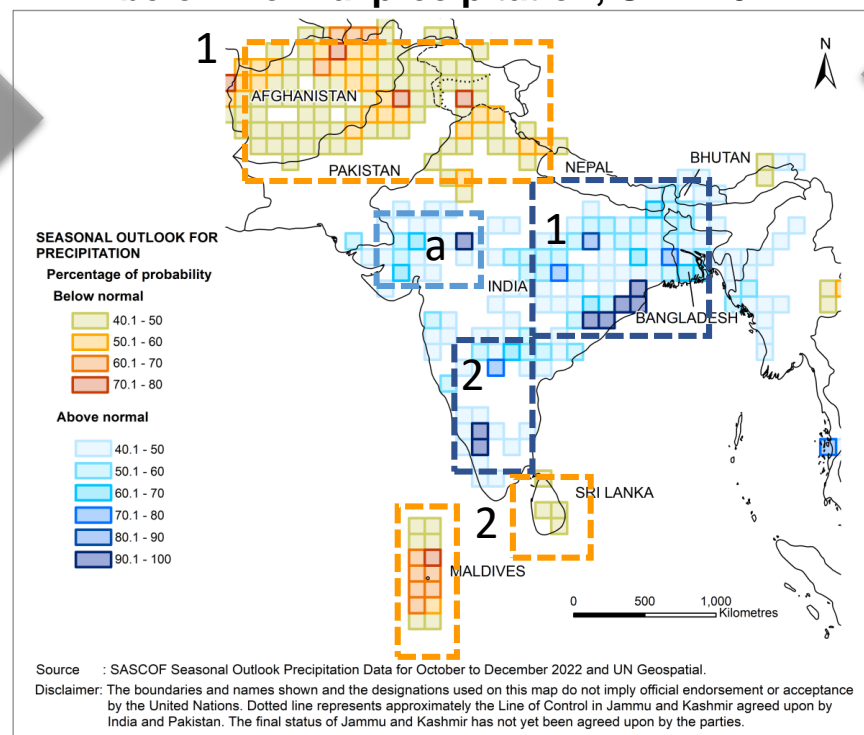 1
N
AFGHANISTAN
PAKISTAN
NEPAL
BHUTAN
SEASONAL OUTLOOK FOR
PRECIPITATION
Percentage of probability
Below normal
40.1 - 50
50.1 - 60
60.1 - 70
70.1 - 80
Above normal
40.1 - 50
50.1 - 60
60.1 - 70
70.1 - 80
80.1 - 90
90.1 - 100
a
1
INDIA
BANGLADESH
2
SRI LANKA
2
MALDIVES
0 500 1,000
Kilometres
Source : SASCOF Seasonal Outlook Precipitation Data for October to December 2022 and UN Geospatial.
Disclaimer: The boundaries and names shown and the designations used on this map do not imply official endorsement or acceptance
by the United Nations. Dotted line represents approximately the Line of Control in Jammu and Kashmir agreed upon by
India and Pakistan. The final status of Jammu and Kashmir has not yet been agreed upon by the parties.